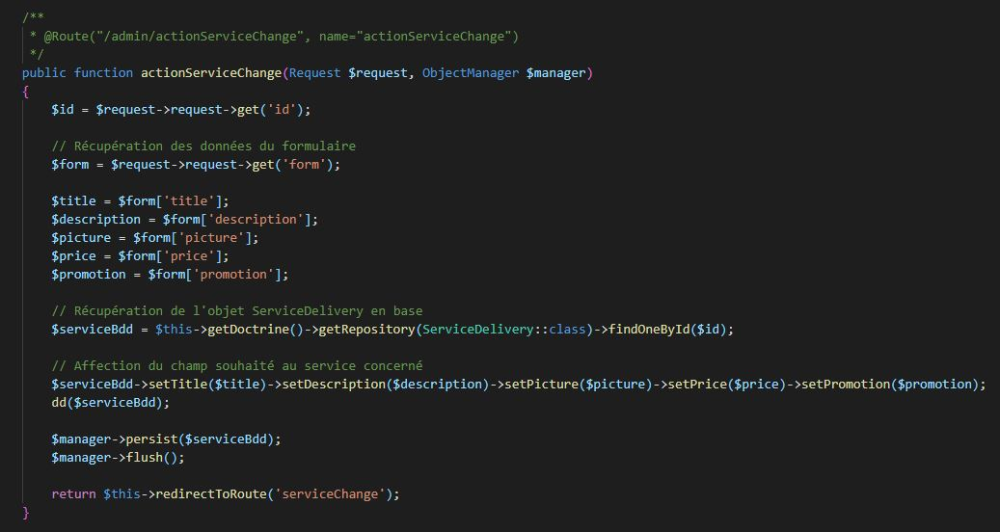 /**
 * @Route("/admin/actionServiceChange", name="actionServiceChange")
 */
public function actionServiceChange(Request $request, ObjectManager $manager)
{
    $id = $request->request->get('id');

    // Récupération des données du formulaire
    $form = $request->request->get('form');

    $title = $form['title'];
    $description = $form['description'];
    $picture = $form['picture'];
    $price = $form['price'];
    $promotion = $form['promotion'];

    // Récupération de l'objet ServiceDelivery en base
    $serviceBdd = $this->getDoctrine()->getRepository(ServiceDelivery::class)->findOneById($id);

    // Affection du champ souhaité au service concerné
    $serviceBdd->setTitle($title)->setDescription($description)->setPicture($picture)->setPrice($price)->setPromotion($promotion);
    dd($serviceBdd);

    $manager->persist($serviceBdd);
    $manager->flush();

    return $this->redirectToRoute('serviceChange');
}